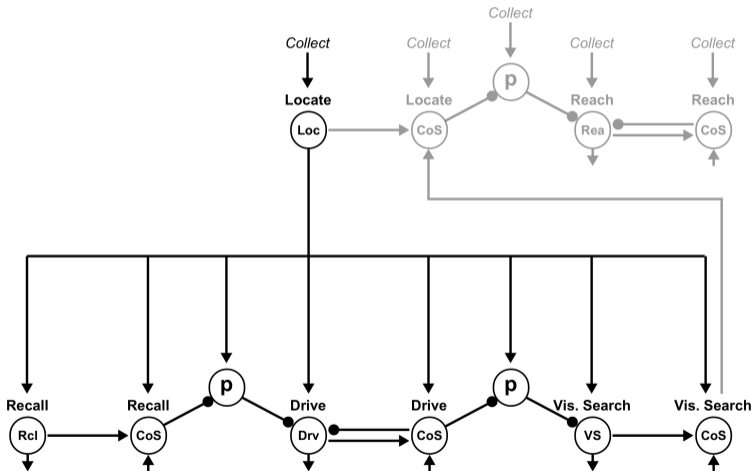 Collect
Collect Collect Collect Collect
p
Locate Locate Reach Reach
Loc CoS Rea CoS
p p
Recall Recall Drive Drive Vis. Search Vis. Search
Rcl CoS Drv CoS VS CoS